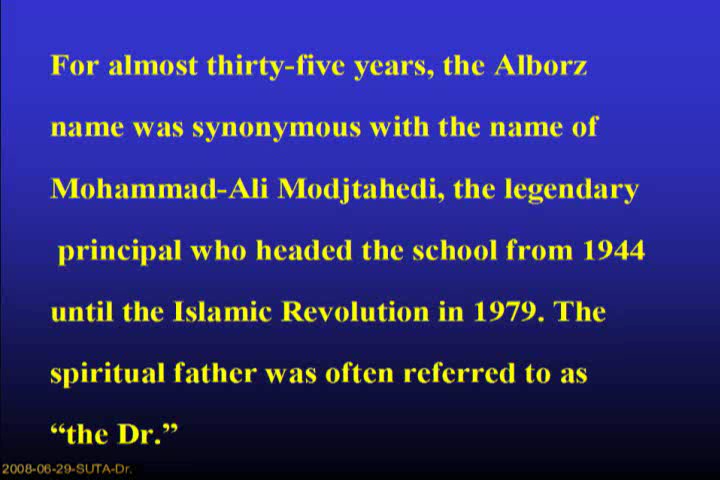 For almost thirty-five years, the Alborz
name was synonymous with the name of
Mohammad-Ali Modjtahedi, the legendary
principal who headed the school from 1944
until the Islamic Revolution in 1979. The
spiritual father was often referred to as
“the Dr.”
2008-06-29-SUTA-Dr.